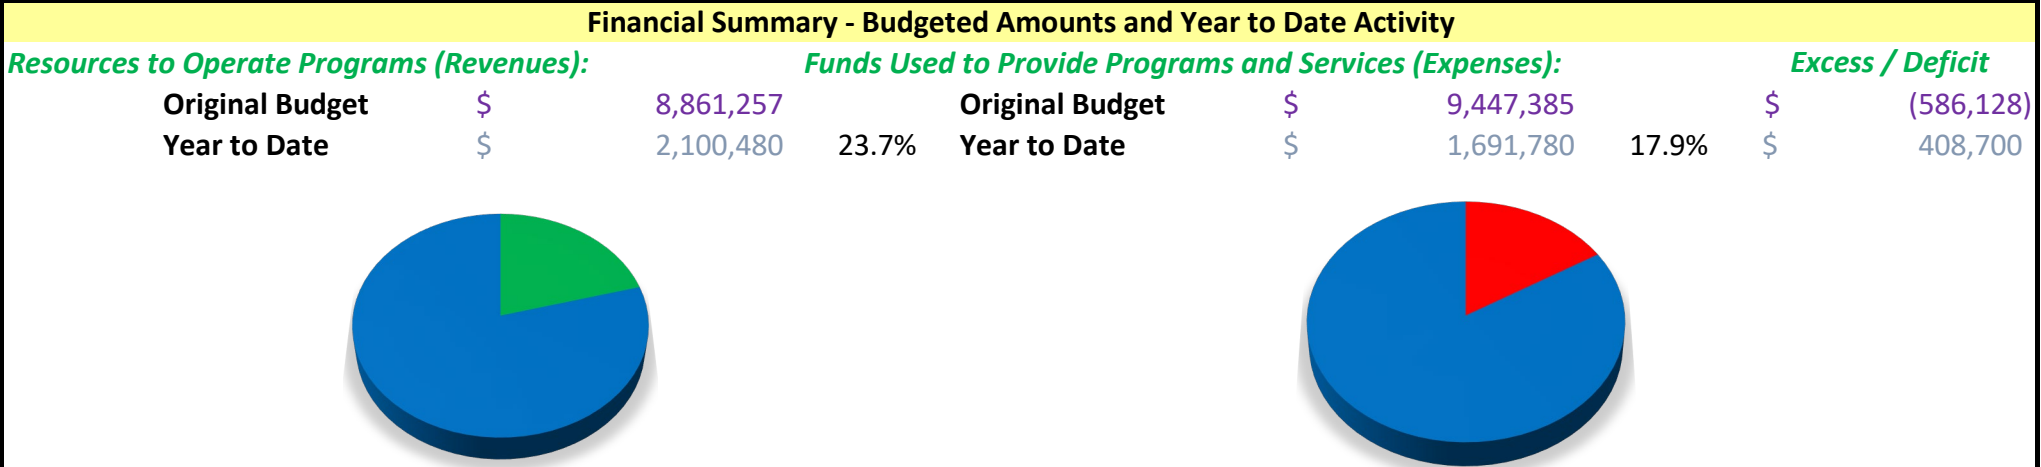 Financial Summary - Budgeted Amounts and Year to Date Activity
Resources to Operate Programs (Revenues): Funds Used to Provide Programs and Services (Expenses): Excess / Deficit
Original Budget $ 8,861,257 Original Budget $ 9,447,385 $ (586,128)
Year to Date $ 2,100,480 23.7% Year to Date $ 1,691,780 17.9% $ 408,700